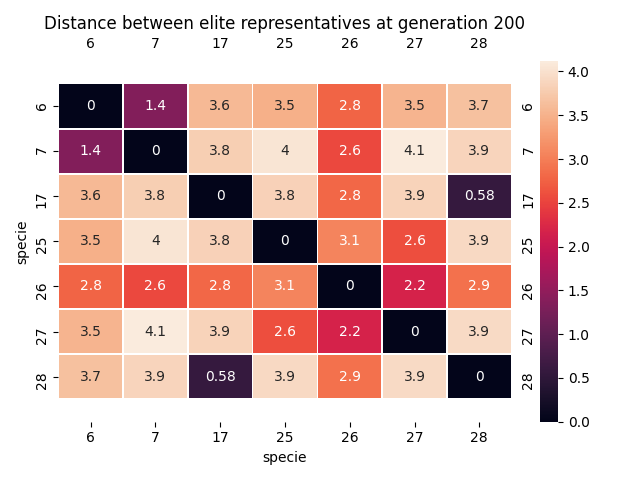 Distance between elite representatives at generation 200
6 7 17 25 26 27 28
6 0 1.4 3.6 3.5 2.8 3.5 3.7 6
7 1.4 0 3.8 4 2.6 4.1 3.9 7
17 3.6 3.8 0 3.8 2.8 3.9 0.58 17
25 3.5 4 3.8 0 3.1 2.6 3.9 25
26 2.8 2.6 2.8 3.1 0 2.2 2.9 26
27 3.5 4.1 3.9 2.6 2.2 0 3.9 27
28 3.7 3.9 0.58 3.9 2.9 3.9 0 28
6 7 17 25 26 27 28
specie
specie
4.0
3.5
3.0
2.5
2.0
1.5
1.0
0.5
0.0